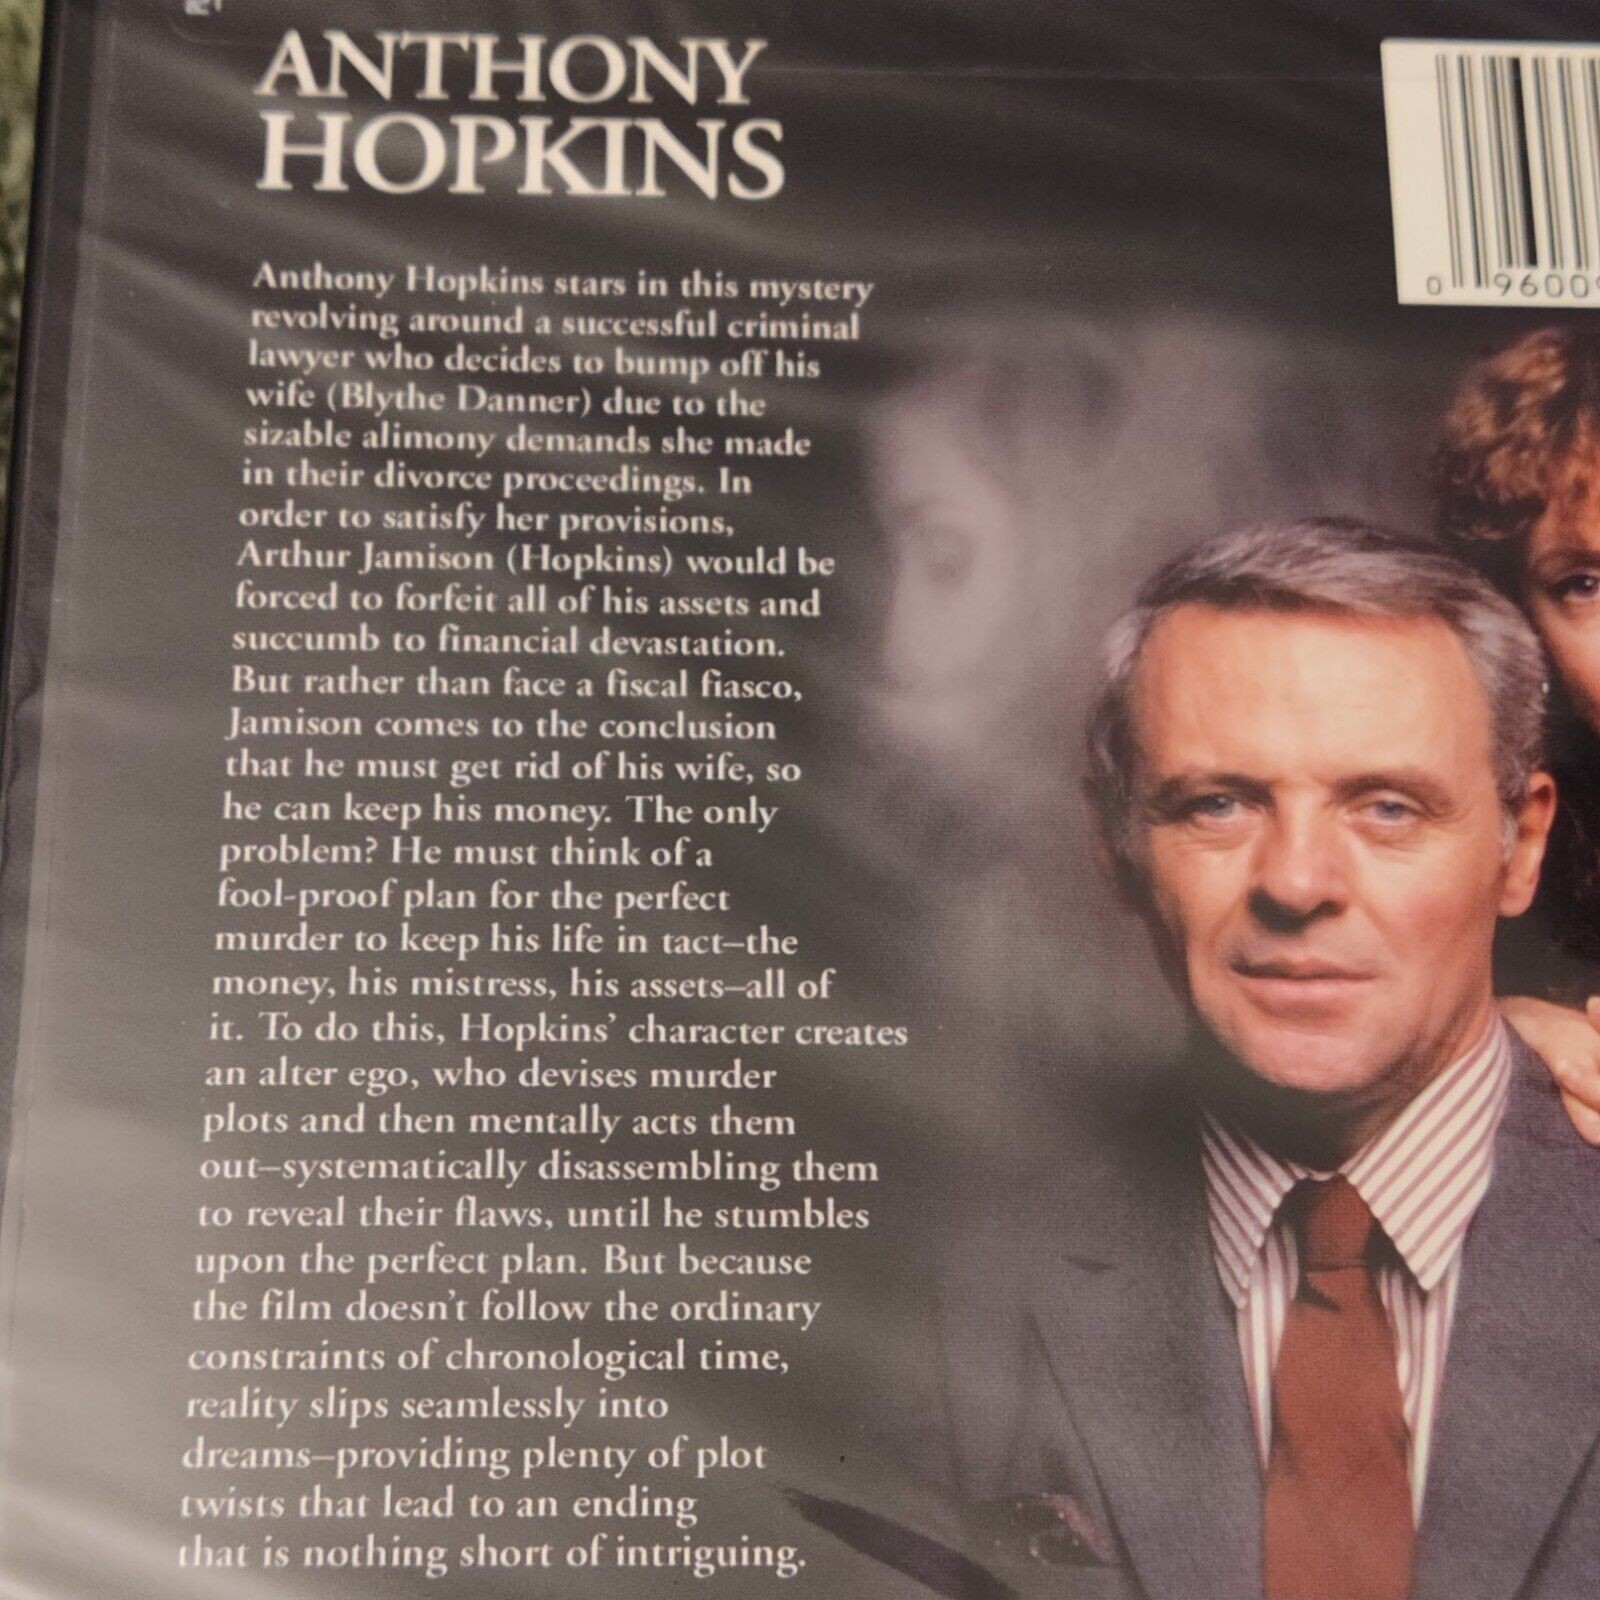 ANTHONY
HOPKINS
Anthony Hopkins stars in this mystery
revolving around a successful criminal
lawyer who decides to bump off his
wife (Blythe Danner) due to the
sizable alimony demands she made
in their divorce proceedings. In
order to satisfy her provisions,
Arthur Jamison (Hopkins) would be
forced to forfeit all of his assets and
succumb to financial devastation.
But rather than face a fiscal fiasco,
Jamison comes to the conclusion
that he must get rid of his wife, so
he can keep his money. The only
problem? He must think of a
fool-proof plan for the perfect
murder to keep his life in tact–the
money, his mistress, his assets–all of
it. To do this, Hopkins' character creates
an alter ego, who devises murder
plots and then mentally acts them
out–systematically disassembling them
to reveal their flaws, until he stumbles
upon the perfect plan. But because
the film doesn't follow the ordinary
constraints of chronological time,
reality slips seamlessly into
dreams–providing plenty of plot
twists that lead to an ending
that is nothing short of intriguing.
0 96009